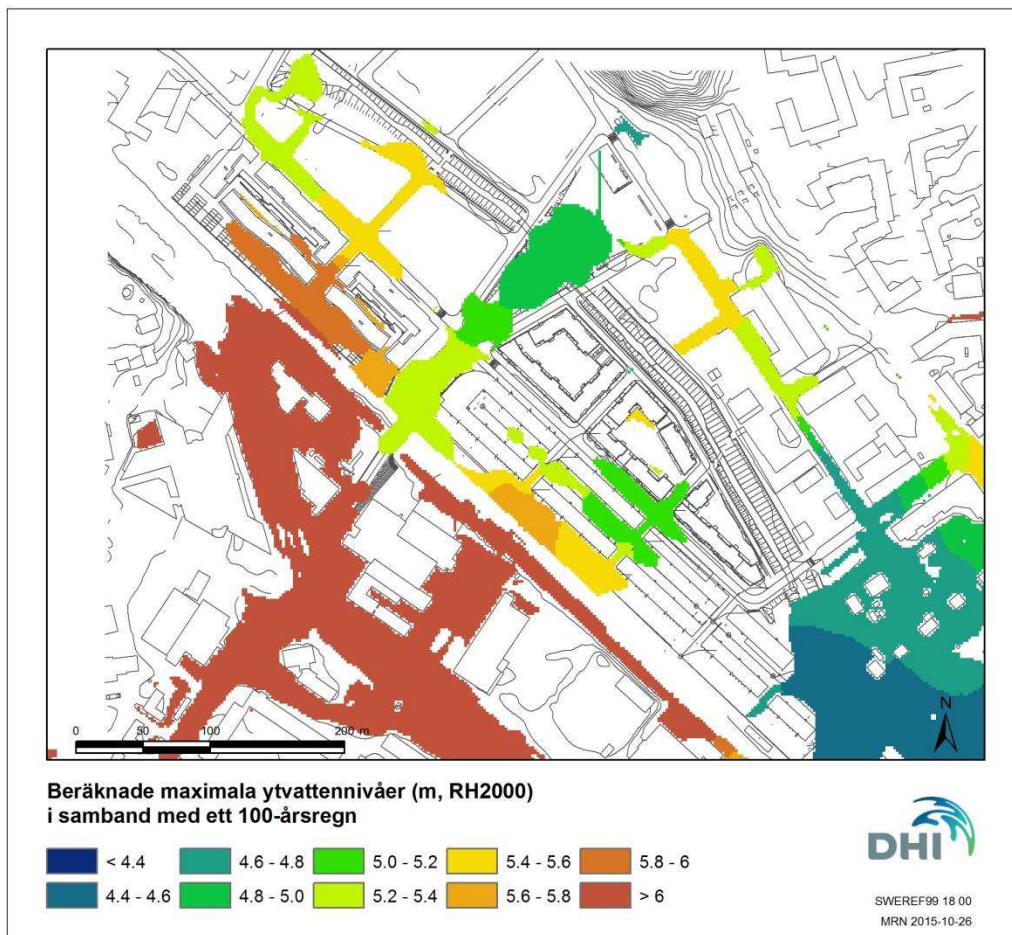 N
0 50 100 200 m
Beräknade maximala ytvattennivåer (m, RH2000)
i samband med ett 100-årsregn
< 4.4 4.6 - 4.8 5.0 - 5.2 5.4 - 5.6 5.8 - 6
4.4 - 4.6 4.8 - 5.0 5.2 - 5.4 5.6 - 5.8 > 6
DHI
SWEREF99 18 00
MRN 2015-10-26